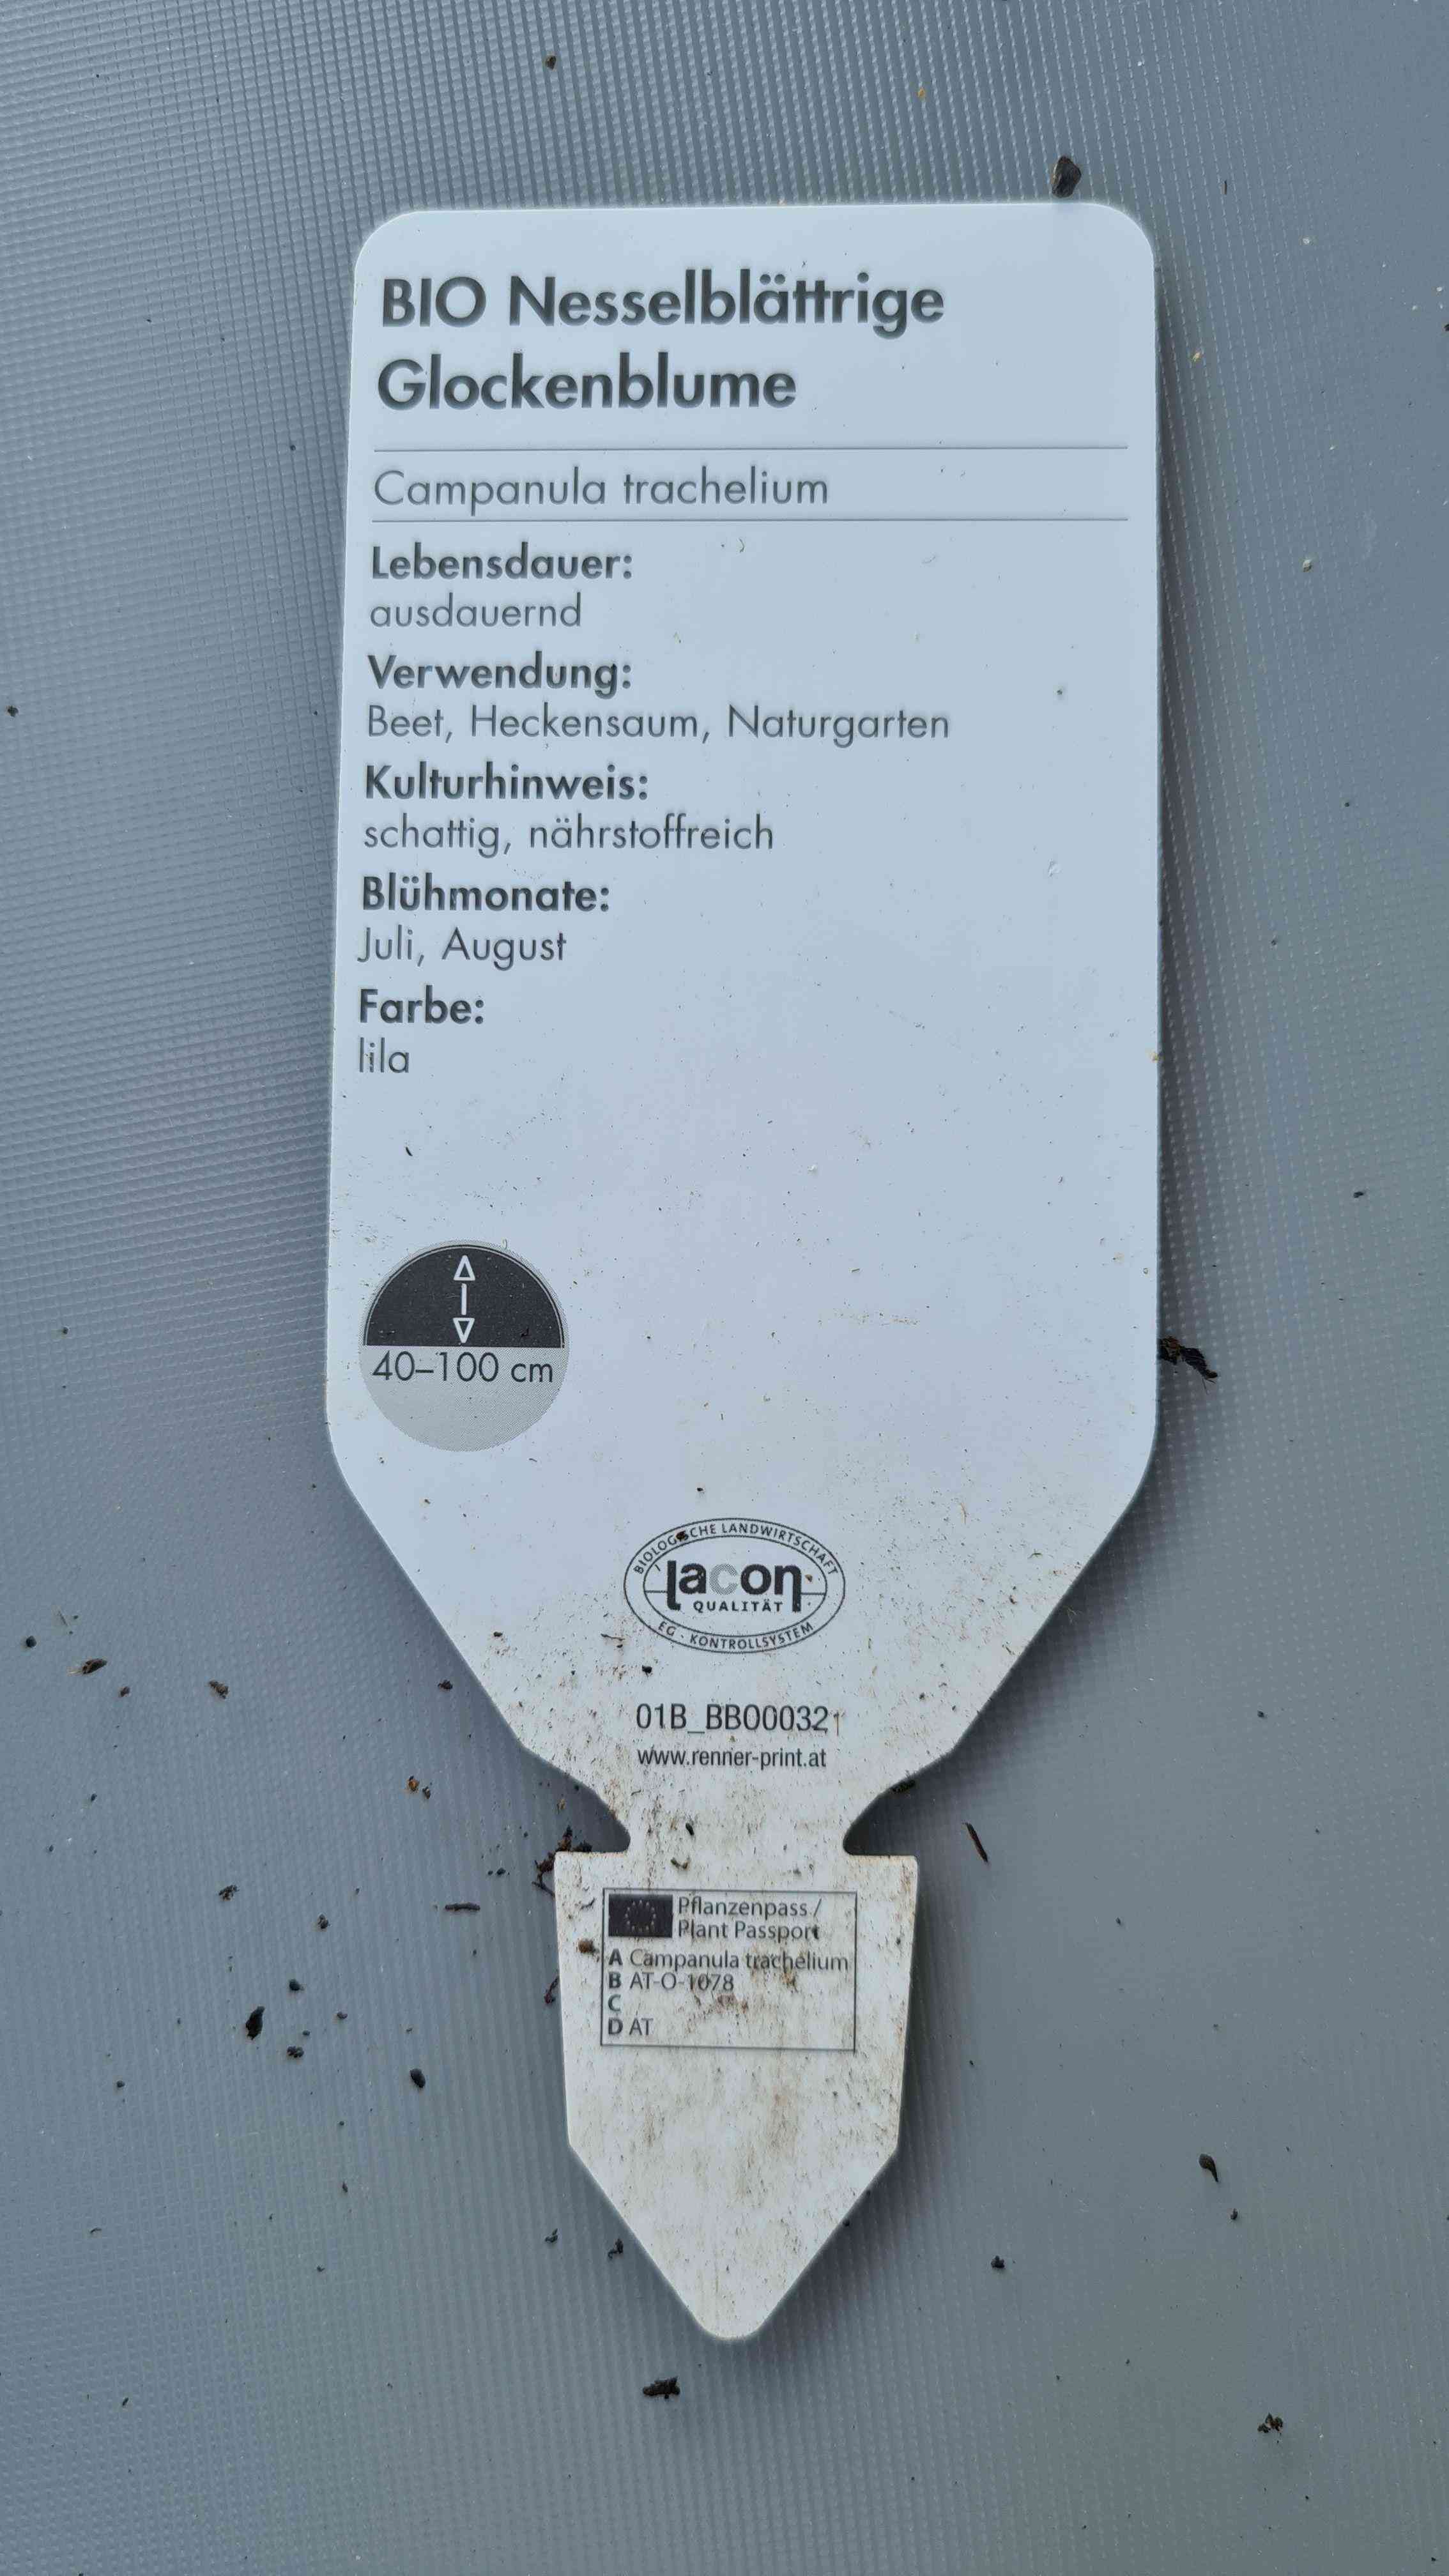 BIO Nesselblättrige
Glockenblume
Campanula trachelium
Lebensdauer:
ausdauernd
Verwendung:
Beet, Heckensaum, Naturgarten
Kulturhinweis:
schattig, nährstoffreich
Blühmonate:
Juli, August
Farbe:
lila
40–100 cm
BIOLOGISCHE LANDWIRTSCHAFT
lacon
QUALITÄT
EG - KONTROLLSYSTEM
01B_BBO00321
www.renner-print.at
Pflanzenpass /
Plant Passport
A Campanula trachelium
B AT-O-1078
C
D AT